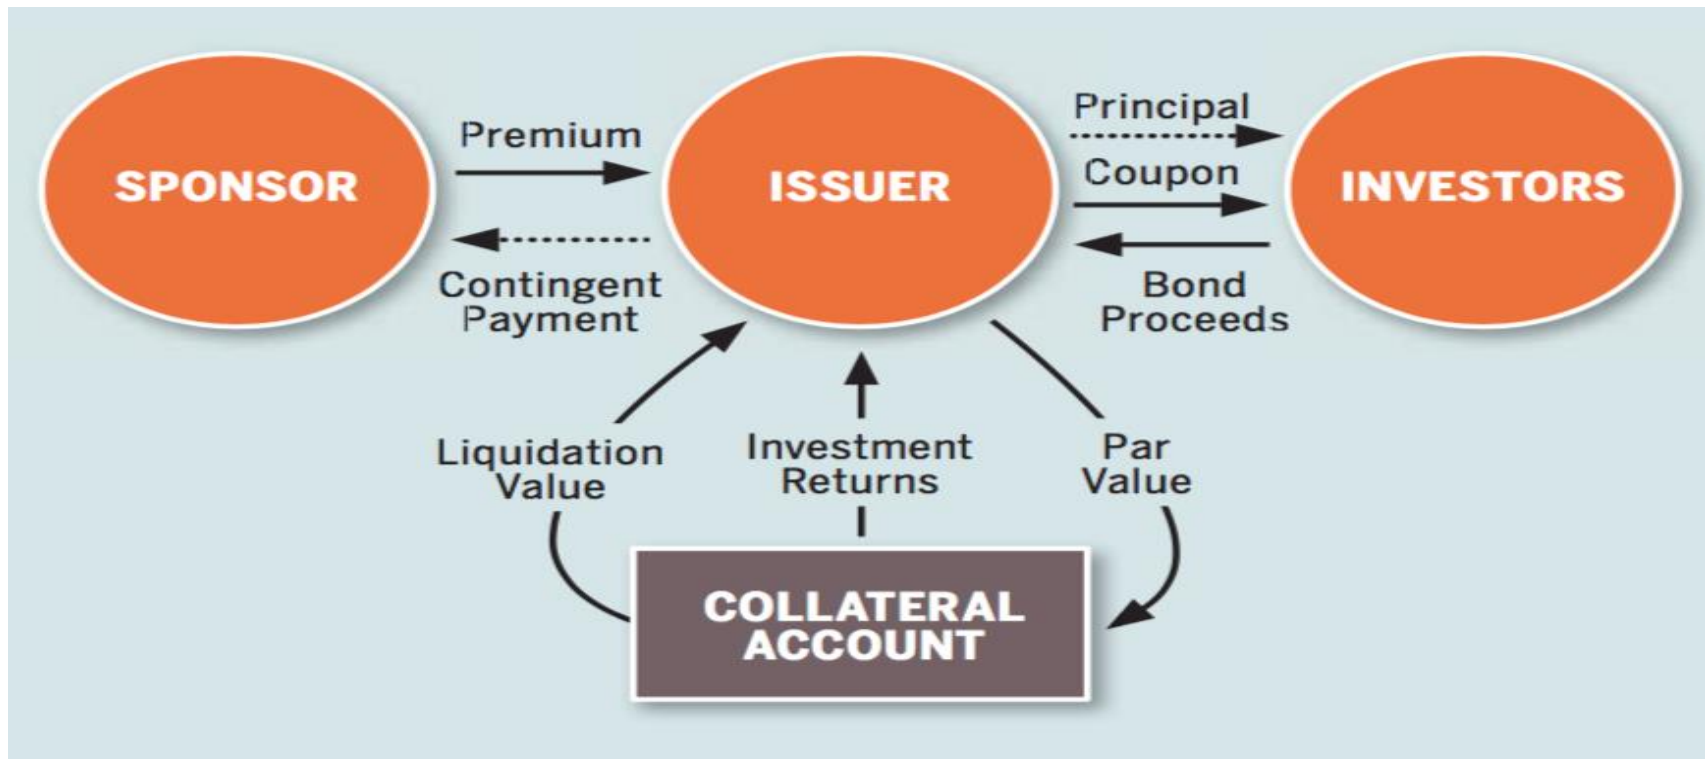 SPONSOR
Premium
Contingent
Payment
ISSUER
Principal
Coupon
Bond
Proceeds
INVESTORS
Liquidation
Value
Investment
Returns
Par
Value
COLLATERAL
ACCOUNT